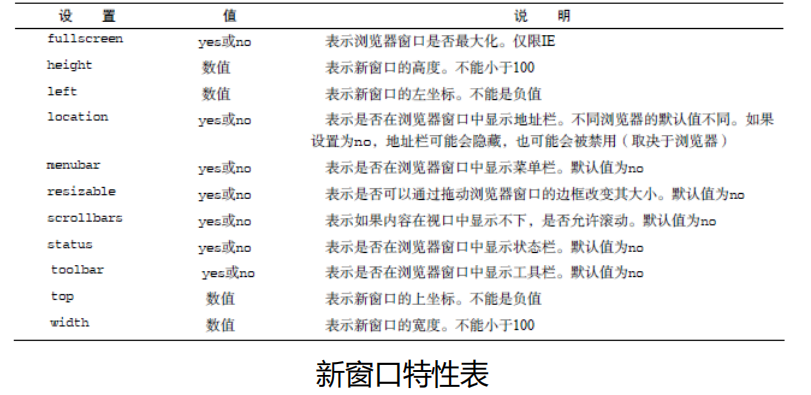 设 置 值 说 明
fullscreen yes或no 表示浏览器窗口是否最大化。仅限IE
height 数值 表示新窗口的高度。不能小于100
left 数值 表示新窗口的左坐标。不能是负值
location yes或no 表示是否在浏览器窗口中显示地址栏。不同浏览器的默认值不同。如果
设置为no，地址栏可能会隐藏，也可能会被禁用（取决于浏览器）
menubar yes或no 表示是否在浏览器窗口中显示菜单栏。默认值为no
resizable yes或no 表示是否可以通过拖动浏览器窗口的边框改变其大小。默认值为no
scrollbars yes或no 表示如果内容在视口中显示不下，是否允许滚动。默认值为no
status yes或no 表示是否在浏览器窗口中显示状态栏。默认值为no
toolbar yes或no 表示是否在浏览器窗口中显示工具栏。默认值为no
top 数值 表示新窗口的上坐标。不能是负值
width 数值 表示新窗口的宽度。不能小于100
新窗口特性表